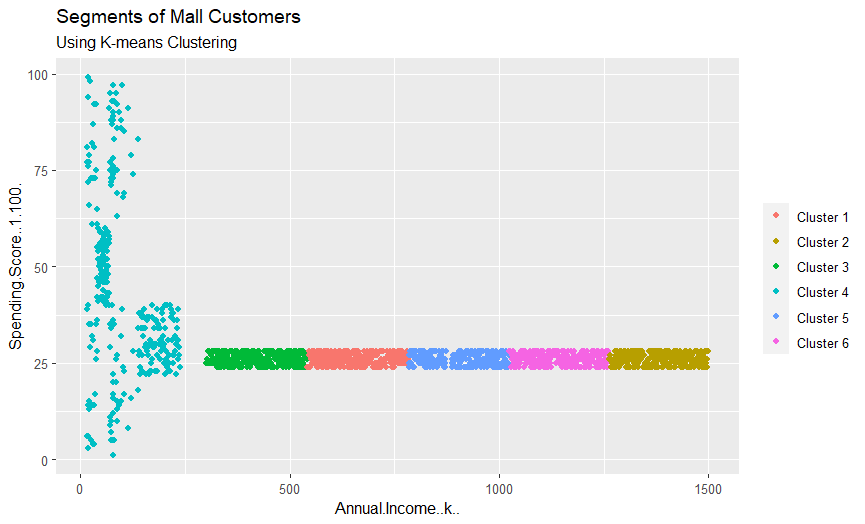 Segments of Mall Customers
Using K-means Clustering
100
75
50
25
0
Spending.Score..1.100.
0 500 1000 1500
Annual.Income..k..
Cluster 1
Cluster 2
Cluster 3
Cluster 4
Cluster 5
Cluster 6